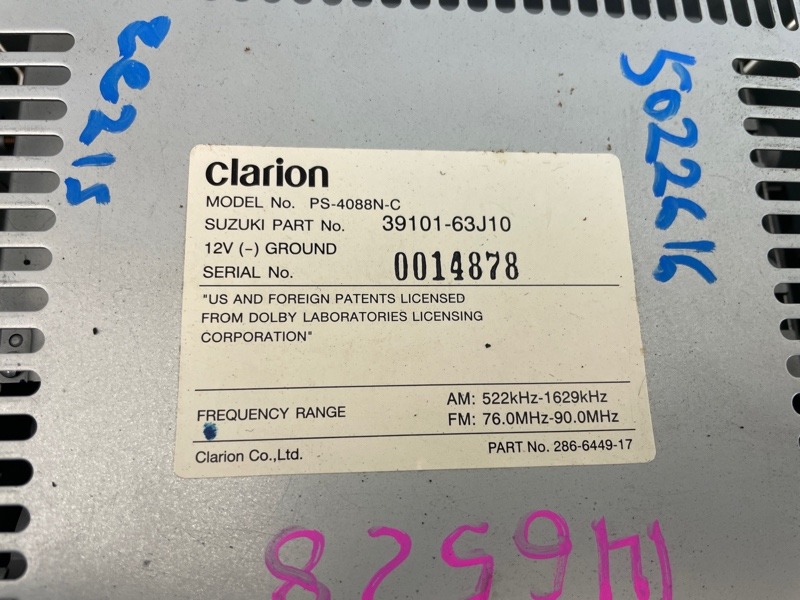 5022616
clarion
MODEL No. PS-4088N-C
SUZUKI PART No. 39101-63J10
12V (-) GROUND
SERIAL No. 0014878
"US AND FOREIGN PATENTS LICENSED
FROM DOLBY LABORATORIES LICENSING
CORPORATION"
FREQUENCY RANGE
AM: 522kHz-1629kHz
FM: 76.0MHz-90.0MHz
Clarion Co.,Ltd.
PART No. 286-6449-17